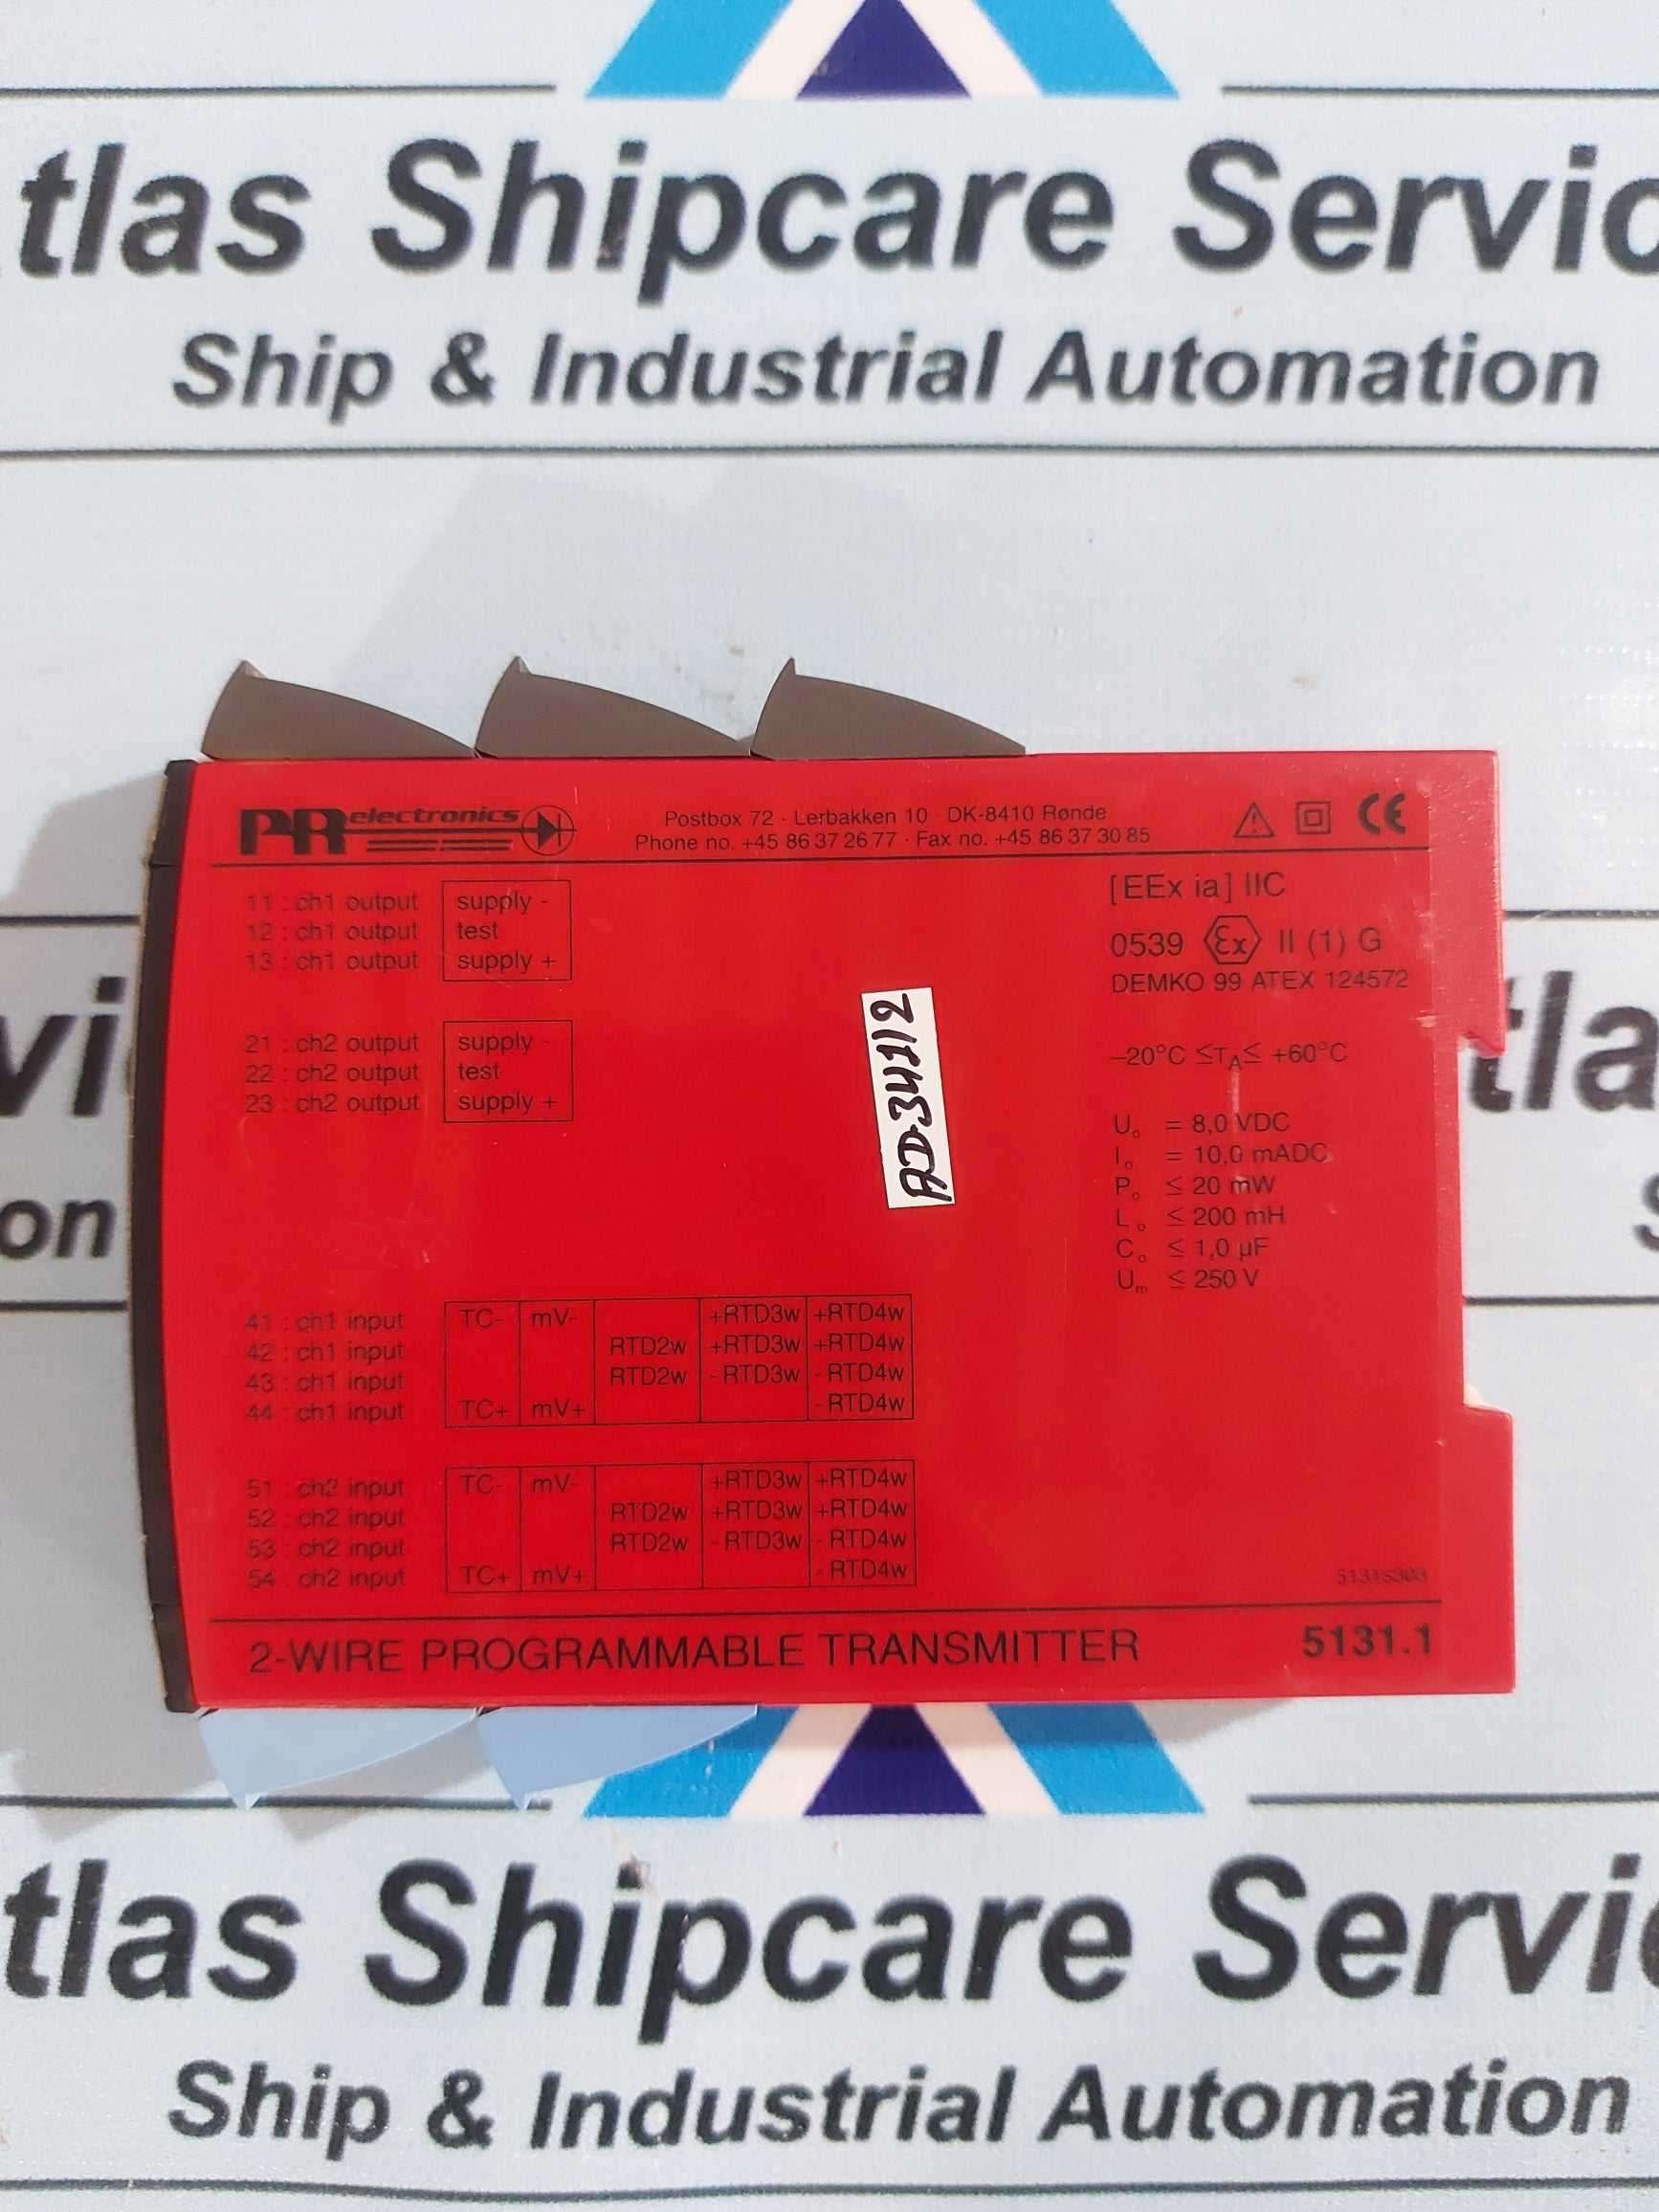 tlas Shipcare Servic
Ship & Industrial Automation
PR electronics
Postbox 72 · Lerbakken 10 · DK-8410 Rønde
Phone no. +45 86 37 26 77 · Fax no. +45 86 37 30 85
CE
11 : ch1 output supply -
12 : ch1 output test
13 : ch1 output supply +
21 : ch2 output supply -
22 : ch2 output test
23 : ch2 output supply +
[EEx ia] IIC
0539 Ex II (1) G
DEMKO 99 ATEX 124572
–20°C ≤TA≤ +60°C
Uo = 8,0 VDC
Io = 10,0 mADC
Po ≤ 20 mW
Lo ≤ 200 mH
Co ≤ 1,0 µF
Um ≤ 250 V
AD-34112
41 : ch1 input TC- mV- +RTD3w +RTD4w
42 : ch1 input RTD2w +RTD3w +RTD4w
43 : ch1 input RTD2w - RTD3w - RTD4w
44 : ch1 input TC+ mV+ - RTD4w
51 : ch2 input TC- mV- +RTD3w +RTD4w
52 : ch2 input RTD2w +RTD3w +RTD4w
53 : ch2 input RTD2w - RTD3w - RTD4w
54 : ch2 input TC+ mV+ - RTD4w
5131S303
2-WIRE PROGRAMMABLE TRANSMITTER 5131.1
vi
tla
on
S
tlas Shipcare Servic
Ship & Industrial Automation